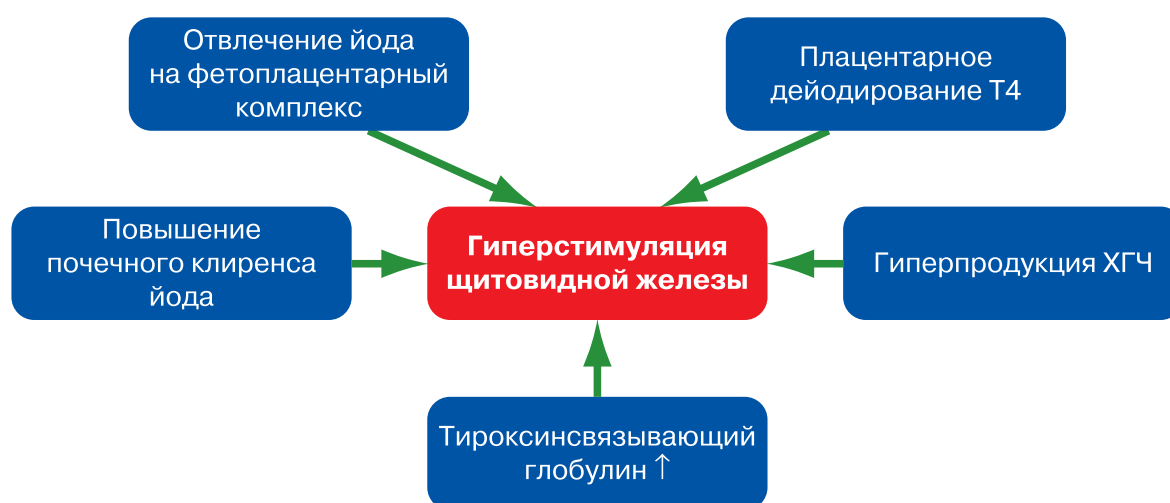 Отвлечение йода
на фетоплацентарный
комплекс
Плацентарное
дейодирование Т4
Повышение
почечного клиренса
йода
Гиперстимуляция
щитовидной железы
Гиперпродукция ХГЧ
Тироксинсвязывающий
глобулин ↑